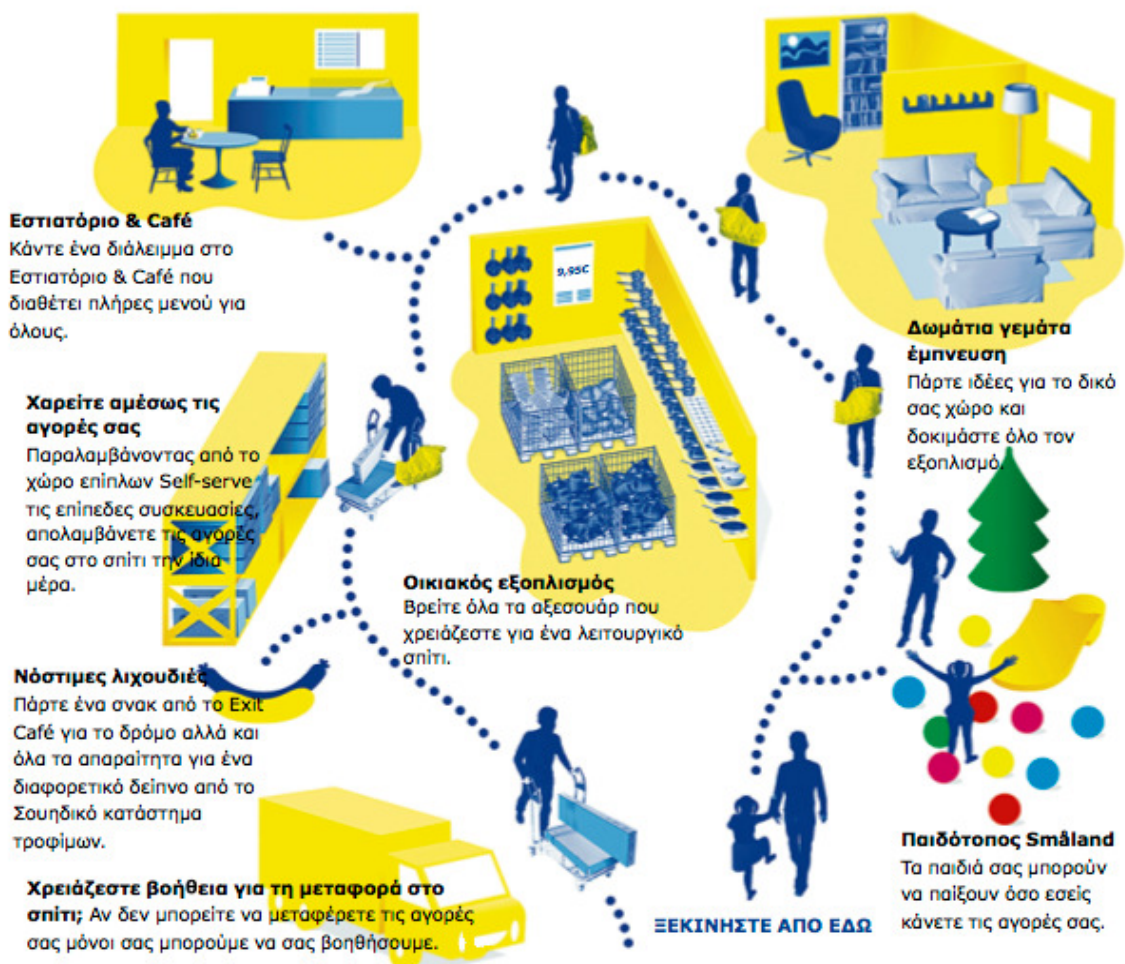 Εστιατόριο & Café
Κάντε ένα διάλειμμα στο
Εστιατόριο & Café που
διαθέτει πλήρες μενού για
όλους.
9,95€
Δωμάτια γεμάτα
έμπνευση
Πάρτε ιδέες για το δικό
σας χώρο και
δοκιμάστε όλο τον
εξοπλισμό.
Χαρείτε αμέσως τις
αγορές σας
Παραλαμβάνοντας από το
χώρο επίπλων Self-serve
τις επίπεδες συσκευασίες,
απολαμβάνετε τις αγορές
σας στο σπίτι την ίδια
μέρα.
Οικιακός εξοπλισμός
Βρείτε όλα τα αξεσουάρ που
χρειάζεστε για ένα λειτουργικό
σπίτι.
Νόστιμες λιχουδιές
Πάρτε ένα σνακ από το Exit
Café για το δρόμο αλλά και
όλα τα απαραίτητα για ένα
διαφορετικό δείπνο από το
Σουηδικό κατάστημα
τροφίμων.
Παιδότοπος Småland
Τα παιδιά σας μπορούν
να παίξουν όσο εσείς
κάνετε τις αγορές σας.
Χρειάζεστε βοήθεια για τη μεταφορά στο
σπίτι; Αν δεν μπορείτε να μεταφέρετε τις αγορές
σας μόνοι σας μπορούμε να σας βοηθήσουμε.
ΞΕΚΙΝΗΣΤΕ ΑΠΟ ΕΔΩ